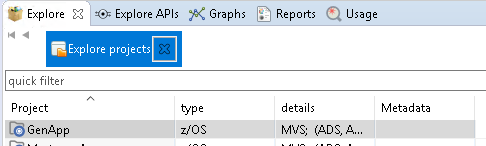 Explore Explore APIs Graphs Reports Usage
Explore projects
quick filter
Project type details Metadata
GenApp z/OS MVS; (ADS, A...